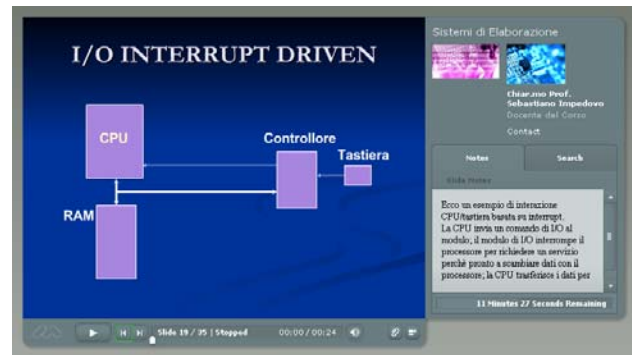 I/O INTERRUPT DRIVEN
CPU
Controllore
Tastiera
RAM
Slide 19 / 35 | Stopped
00:00 / 00:24
Sistemi di Elaborazione
Chiar.mo Prof.
Sebastiano Impedovo
Docente del Corso
Contact
Notes
Search
Slide Notes
Ecco un esempio di interazione
CPU/tastiera basata su interrupt.
La CPU invia un comando di I/O al
modulo; il modulo di I/O interrompe il
processore per richiedere un servizio
perché pronto a scambiare dati con il
processore; la CPU trasferisce i dati per
11 Minutes 27 Seconds Remaining